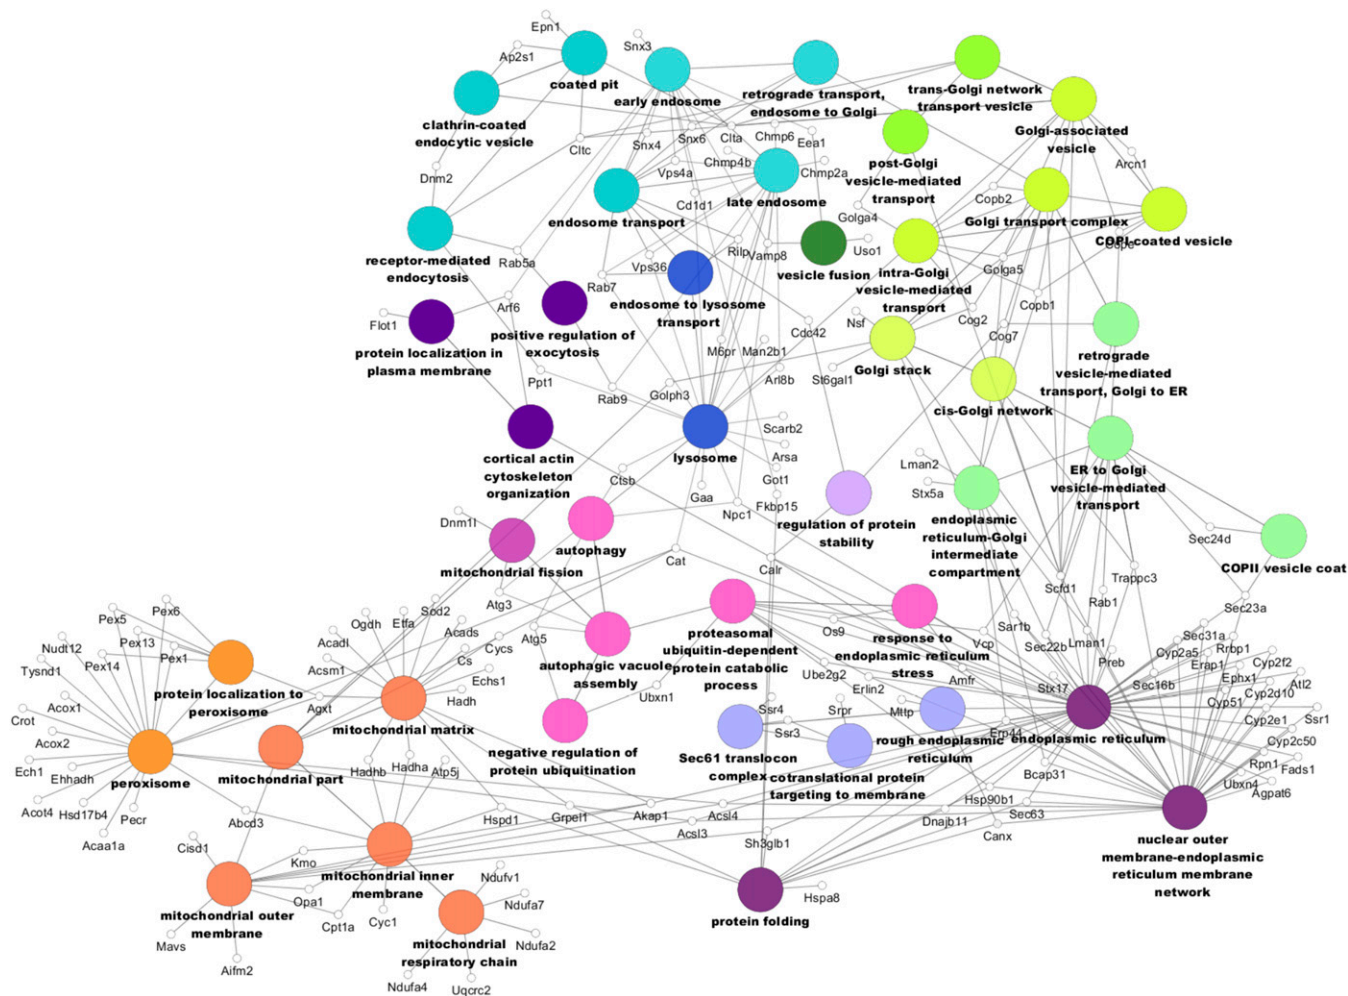 Epn1
Snx3
Ap2s1
coated pit
early endosome
retrograde transport,
endosome to Golgi
trans-Golgi network
transport vesicle
clathrin-coated
endocytic vesicle
Golgi-associated
vesicle
Cltc
Snx4
Snx6
Clta
Chmp6
Eea1
Chmp4b
Chmp2a
Vps4a
post-Golgi
vesicle-mediated
transport
Arcn1
Dnm2
Cd1d1
late endosome
Copb2
endosome transport
Golga4
Golgi transport complex
COPI-coated vesicle
Rilp
Vamp8
Uso1
receptor-mediated
endocytosis
Rab5a
Vps36
vesicle fusion
intra-Golgi
vesicle-mediated
transport
Golga5
Rab7
endosome to lysosome
transport
Copb1
Arf6
Flot1
positive regulation of
exocytosis
Cdc42
Nsf
Cog2
Cog7
protein localization in
plasma membrane
M6pr
Man2b1
Golgi stack
retrograde
vesicle-mediated
transport, Golgi to ER
Ppt1
Rab9
Golph3
Arl8b
St6gal1
cis-Golgi network
Scarb2
cortical actin
cytoskeleton
organization
lysosome
Arsa
Lman2
ER to Golgi
vesicle-mediated
transport
Ctsb
Gaa
Got1
Stx5a
Fkbp15
Npc1
regulation of protein
stability
endoplasmic
reticulum-Golgi
intermediate
compartment
Dnm1l
autophagy
Sec24d
mitochondrial fission
Cat
Calr
COPII vesicle coat
Scfd1
Trappc3
Atg3
Sod2
Rab1
Sec23a
Pex6
Pex5
Ogdh
Etfa
Acadl
Acads
Atg5
Os9
Sar1b
Vcp
Sec22b
Lman1
Sec31a
Rrbp1
Pex13
Nudt12
Pex1
Pex14
Tysnd1
Acsm1
Cs
Cycs
autophagic vacuole
assembly
proteasomal
ubiquitin-dependent
protein catabolic
process
response to
endoplasmic reticulum
stress
Preb
Cyp2a5
Erap1
Cyp2f2
Echs1
Ube2g2
Amfr
Stx17
Sec16b
Ephx1
Atl2
protein localization to
peroxisome
Hadh
Ubxn1
Erlin2
Cyp51
Cyp2d10
Acox1
Agxt
Ssr4
Srpr
Mttp
Cyp2e1
Ssr1
Crot
mitochondrial matrix
Ssr3
Erp44
endoplasmic reticulum
Cyp2c50
Acox2
negative regulation of
protein ubiquitination
Sec61 translocon
complex
rough endoplasmic
reticulum
Rpn1
Fads1
Ech1
Ehhadh
peroxisome
mitochondrial part
Hadhb
Hadha
Atp5j
cotranslational protein
targeting to membrane
Bcap31
Ubxn4
Agpat6
Acot4
Hsd17b4
Pecr
Abcd3
Hspd1
Grpel1
Akap1
Acsl4
Acsl3
Hsp90b1
Dnajb11
Sec63
Canx
Acaa1a
Cisd1
Kmo
Sh3glb1
nuclear outer
membrane-endoplasmic
reticulum membrane
network
mitochondrial inner
membrane
Ndufv1
Hspa8
Opa1
Ndufa7
protein folding
mitochondrial outer
membrane
Cpt1a
Cyc1
Mavs
mitochondrial
respiratory chain
Ndufa2
Aifm2
Ndufa4
Uqcrc2